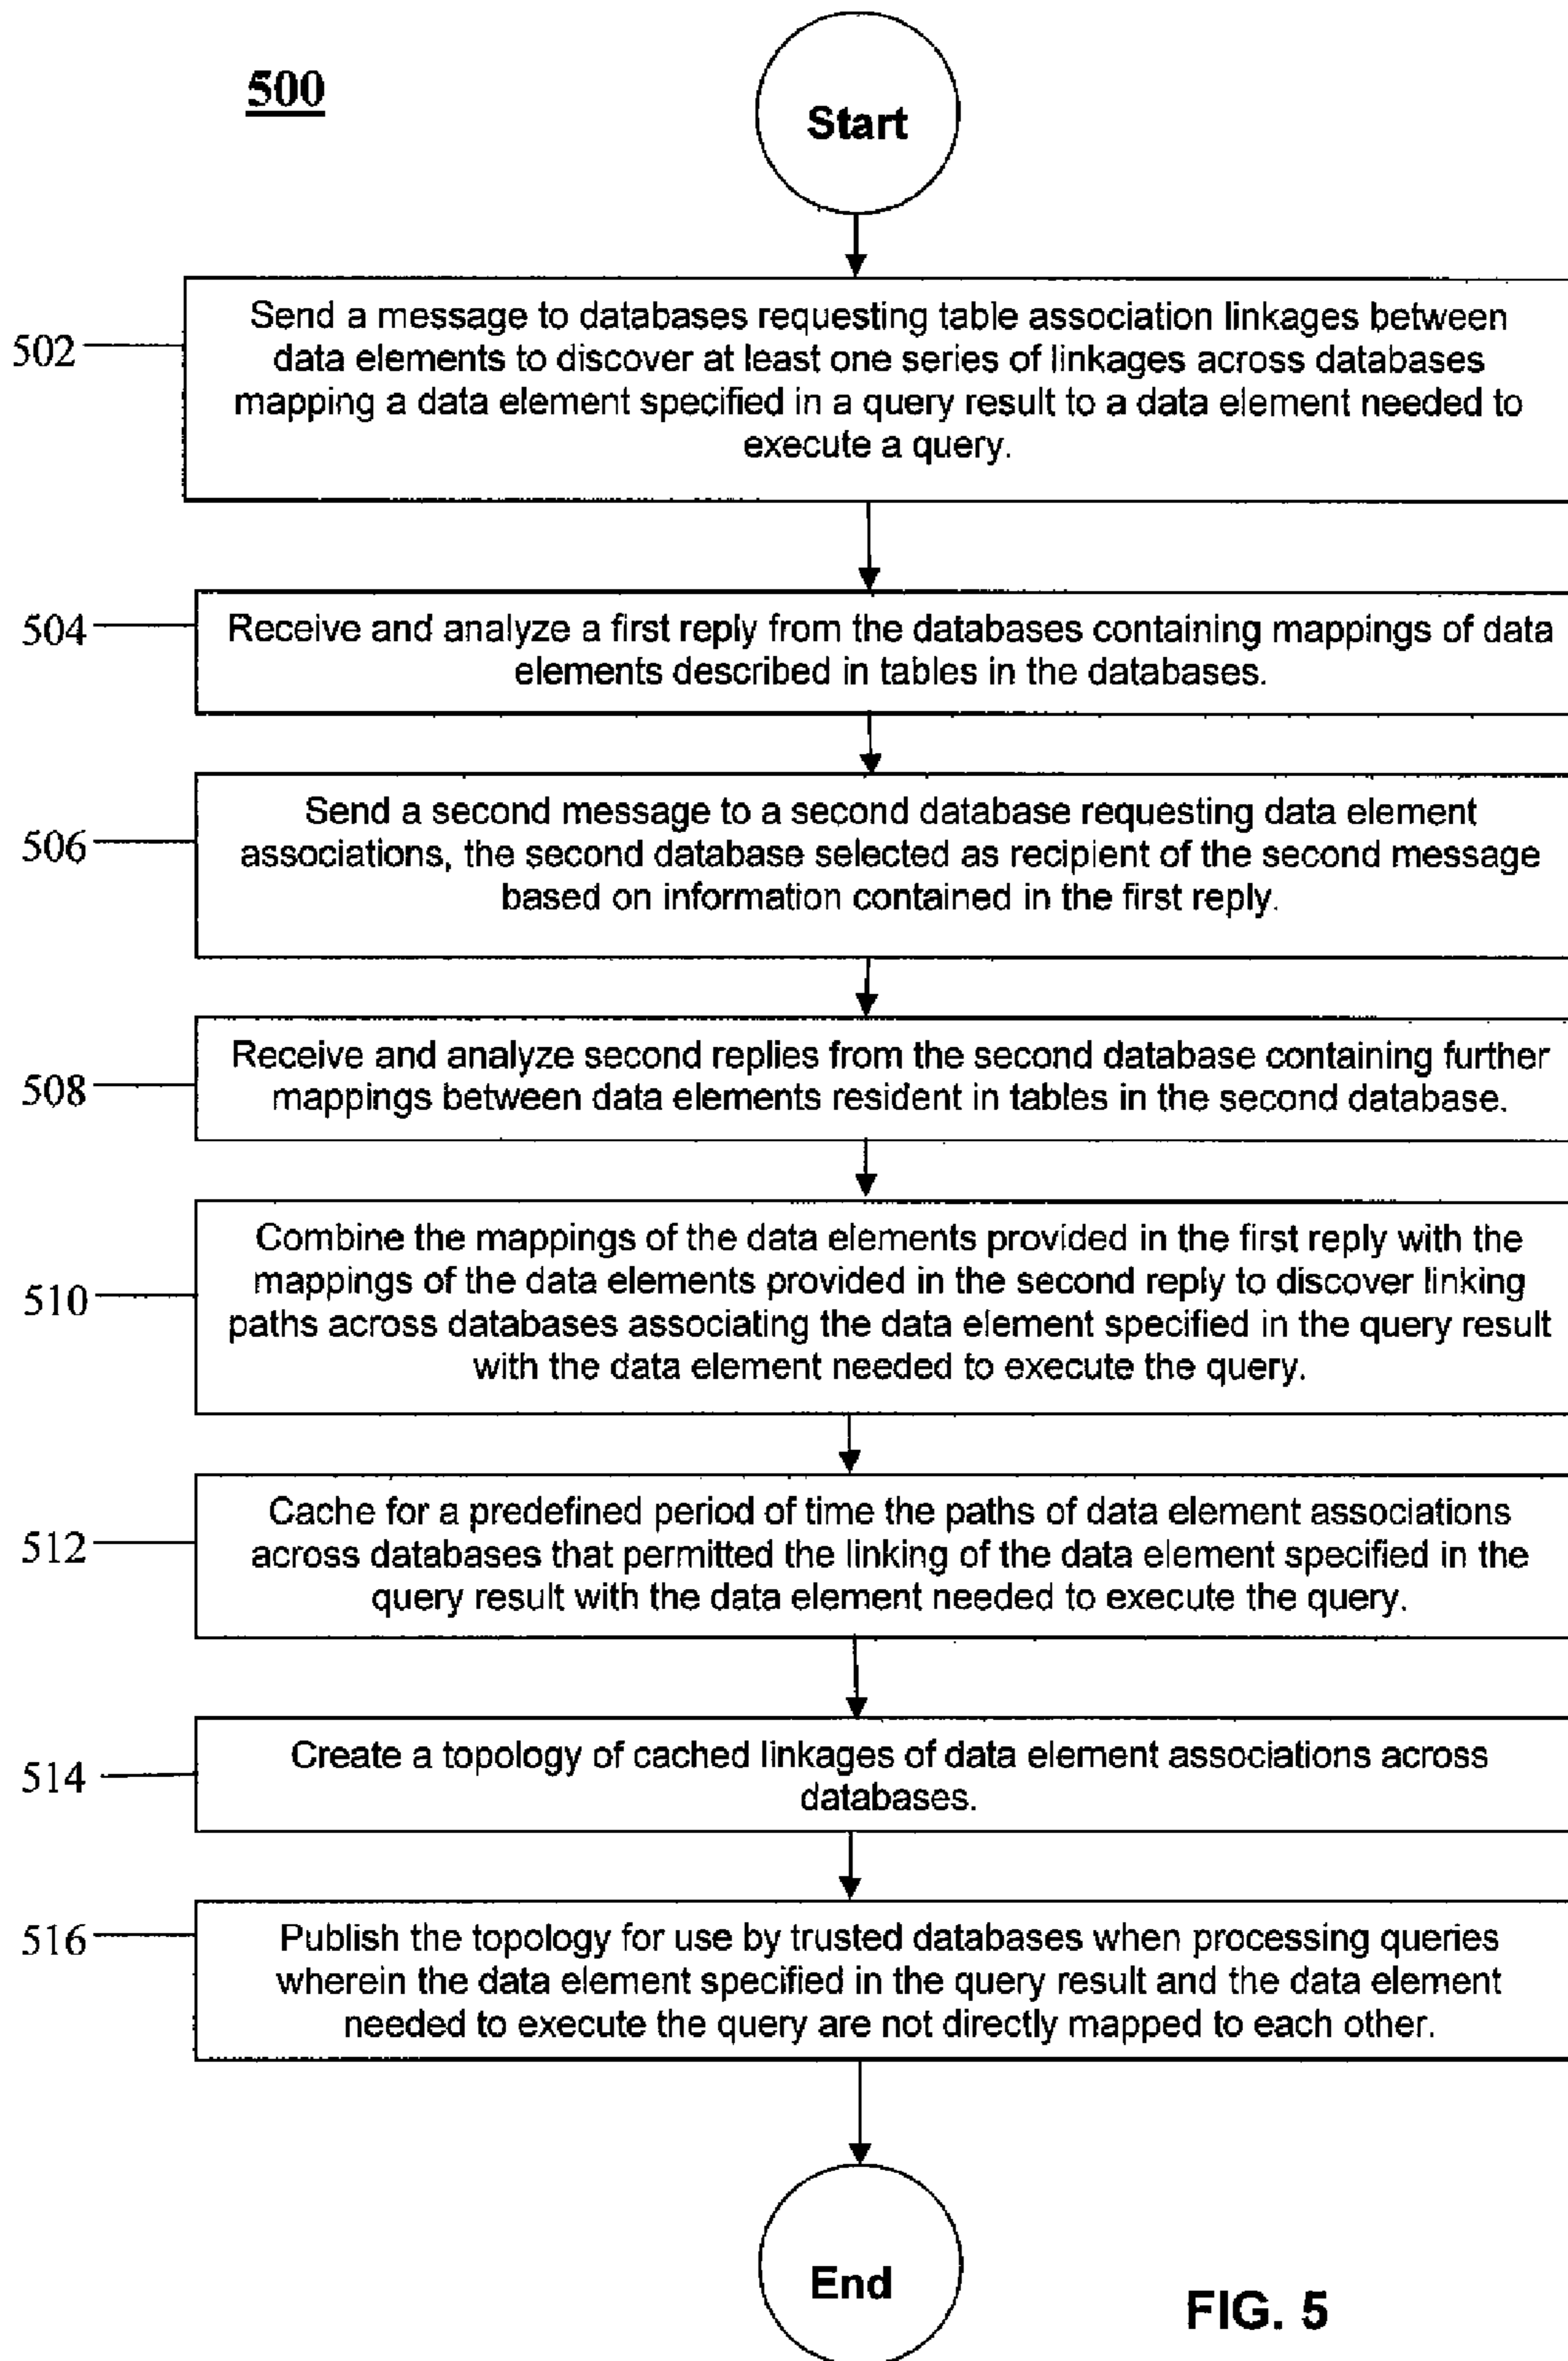 500
Start
502
Send a message to databases requesting table association linkages between
data elements to discover at least one series of linkages across databases
mapping a data element specified in a query result to a data element needed to
execute a query.
504
Receive and analyze a first reply from the databases containing mappings of data
elements described in tables in the databases.
506
Send a second message to a second database requesting data element
associations, the second database selected as recipient of the second message
based on information contained in the first reply.
508
Receive and analyze second replies from the second database containing further
mappings between data elements resident in tables in the second database.
510
Combine the mappings of the data elements provided in the first reply with the
mappings of the data elements provided in the second reply to discover linking
paths across databases associating the data element specified in the query result
with the data element needed to execute the query.
512
Cache for a predefined period of time the paths of data element associations
across databases that permitted the linking of the data element specified in the
query result with the data element needed to execute the query.
514
Create a topology of cached linkages of data element associations across
databases.
516
Publish the topology for use by trusted databases when processing queries
wherein the data element specified in the query result and the data element
needed to execute the query are not directly mapped to each other.
End
FIG. 5